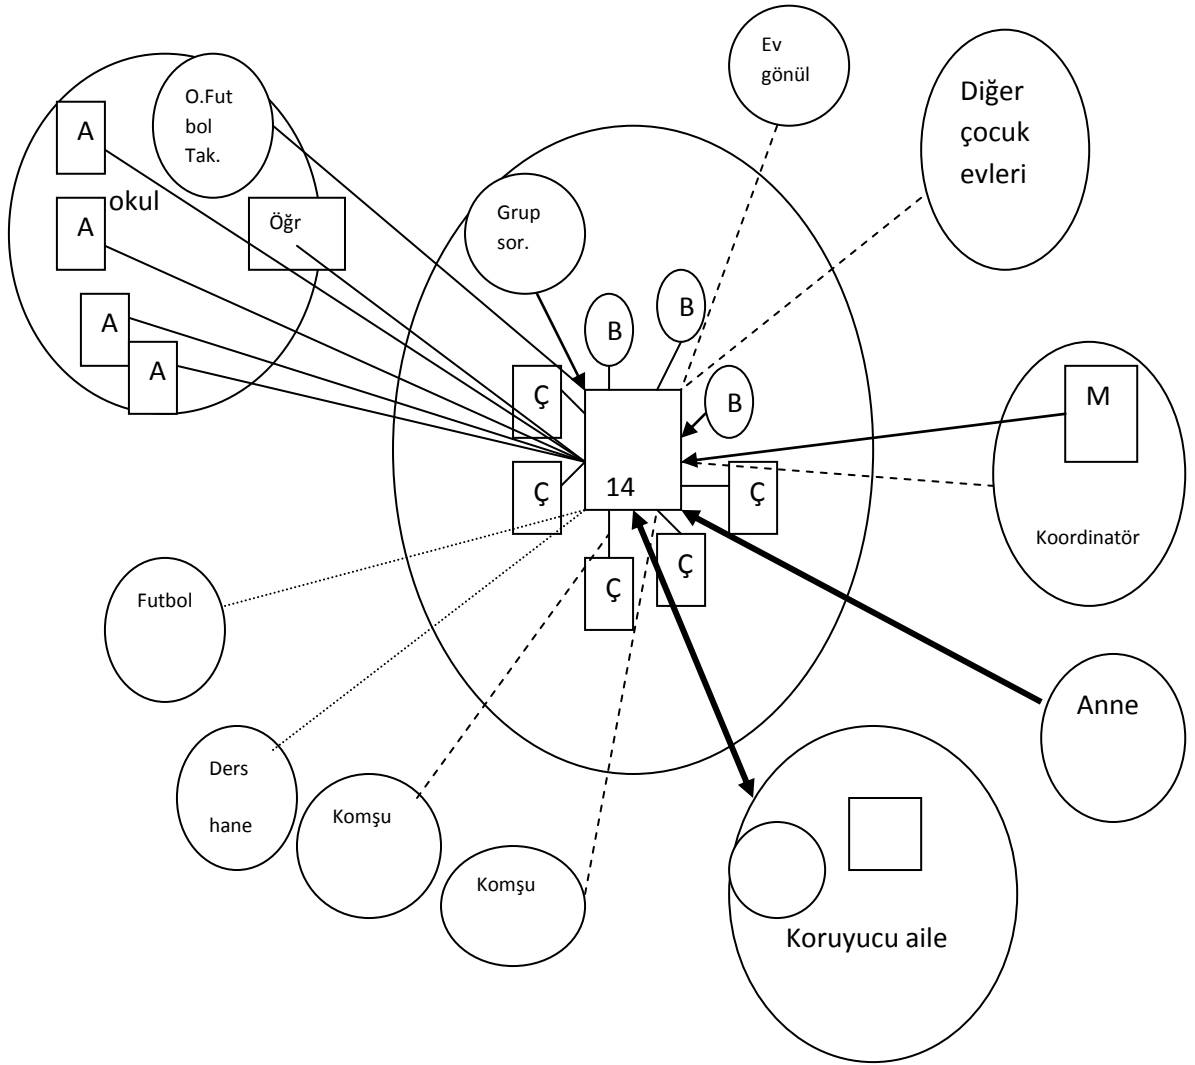 Ev
gönül
Diğer
çocuk
evleri
O.Fut
bol
Tak.
A
okul
A
Öğr
A
A
Grup
sor.
B
B
B
Ç
Ç
14
Ç
Ç
Ç
M
Koordinatör
Futbol
Anne
Ders
hane
Komşu
Komşu
Koruyucu aile